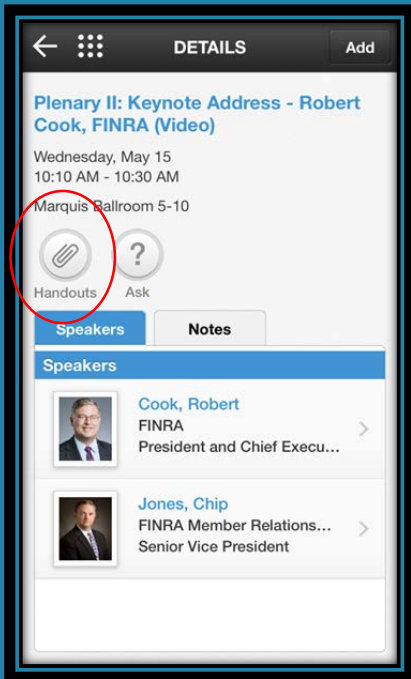 DETAILS
Add
Plenary II: Keynote Address - Robert
Cook, FINRA (Video)
Wednesday, May 15
10:10 AM - 10:30 AM
Marquis Ballroom 5-10
?
Handouts
Ask
Speakers
Notes
Speakers
Cook, Robert
FINRA
President and Chief Execu...
Jones, Chip
FINRA Member Relations...
Senior Vice President